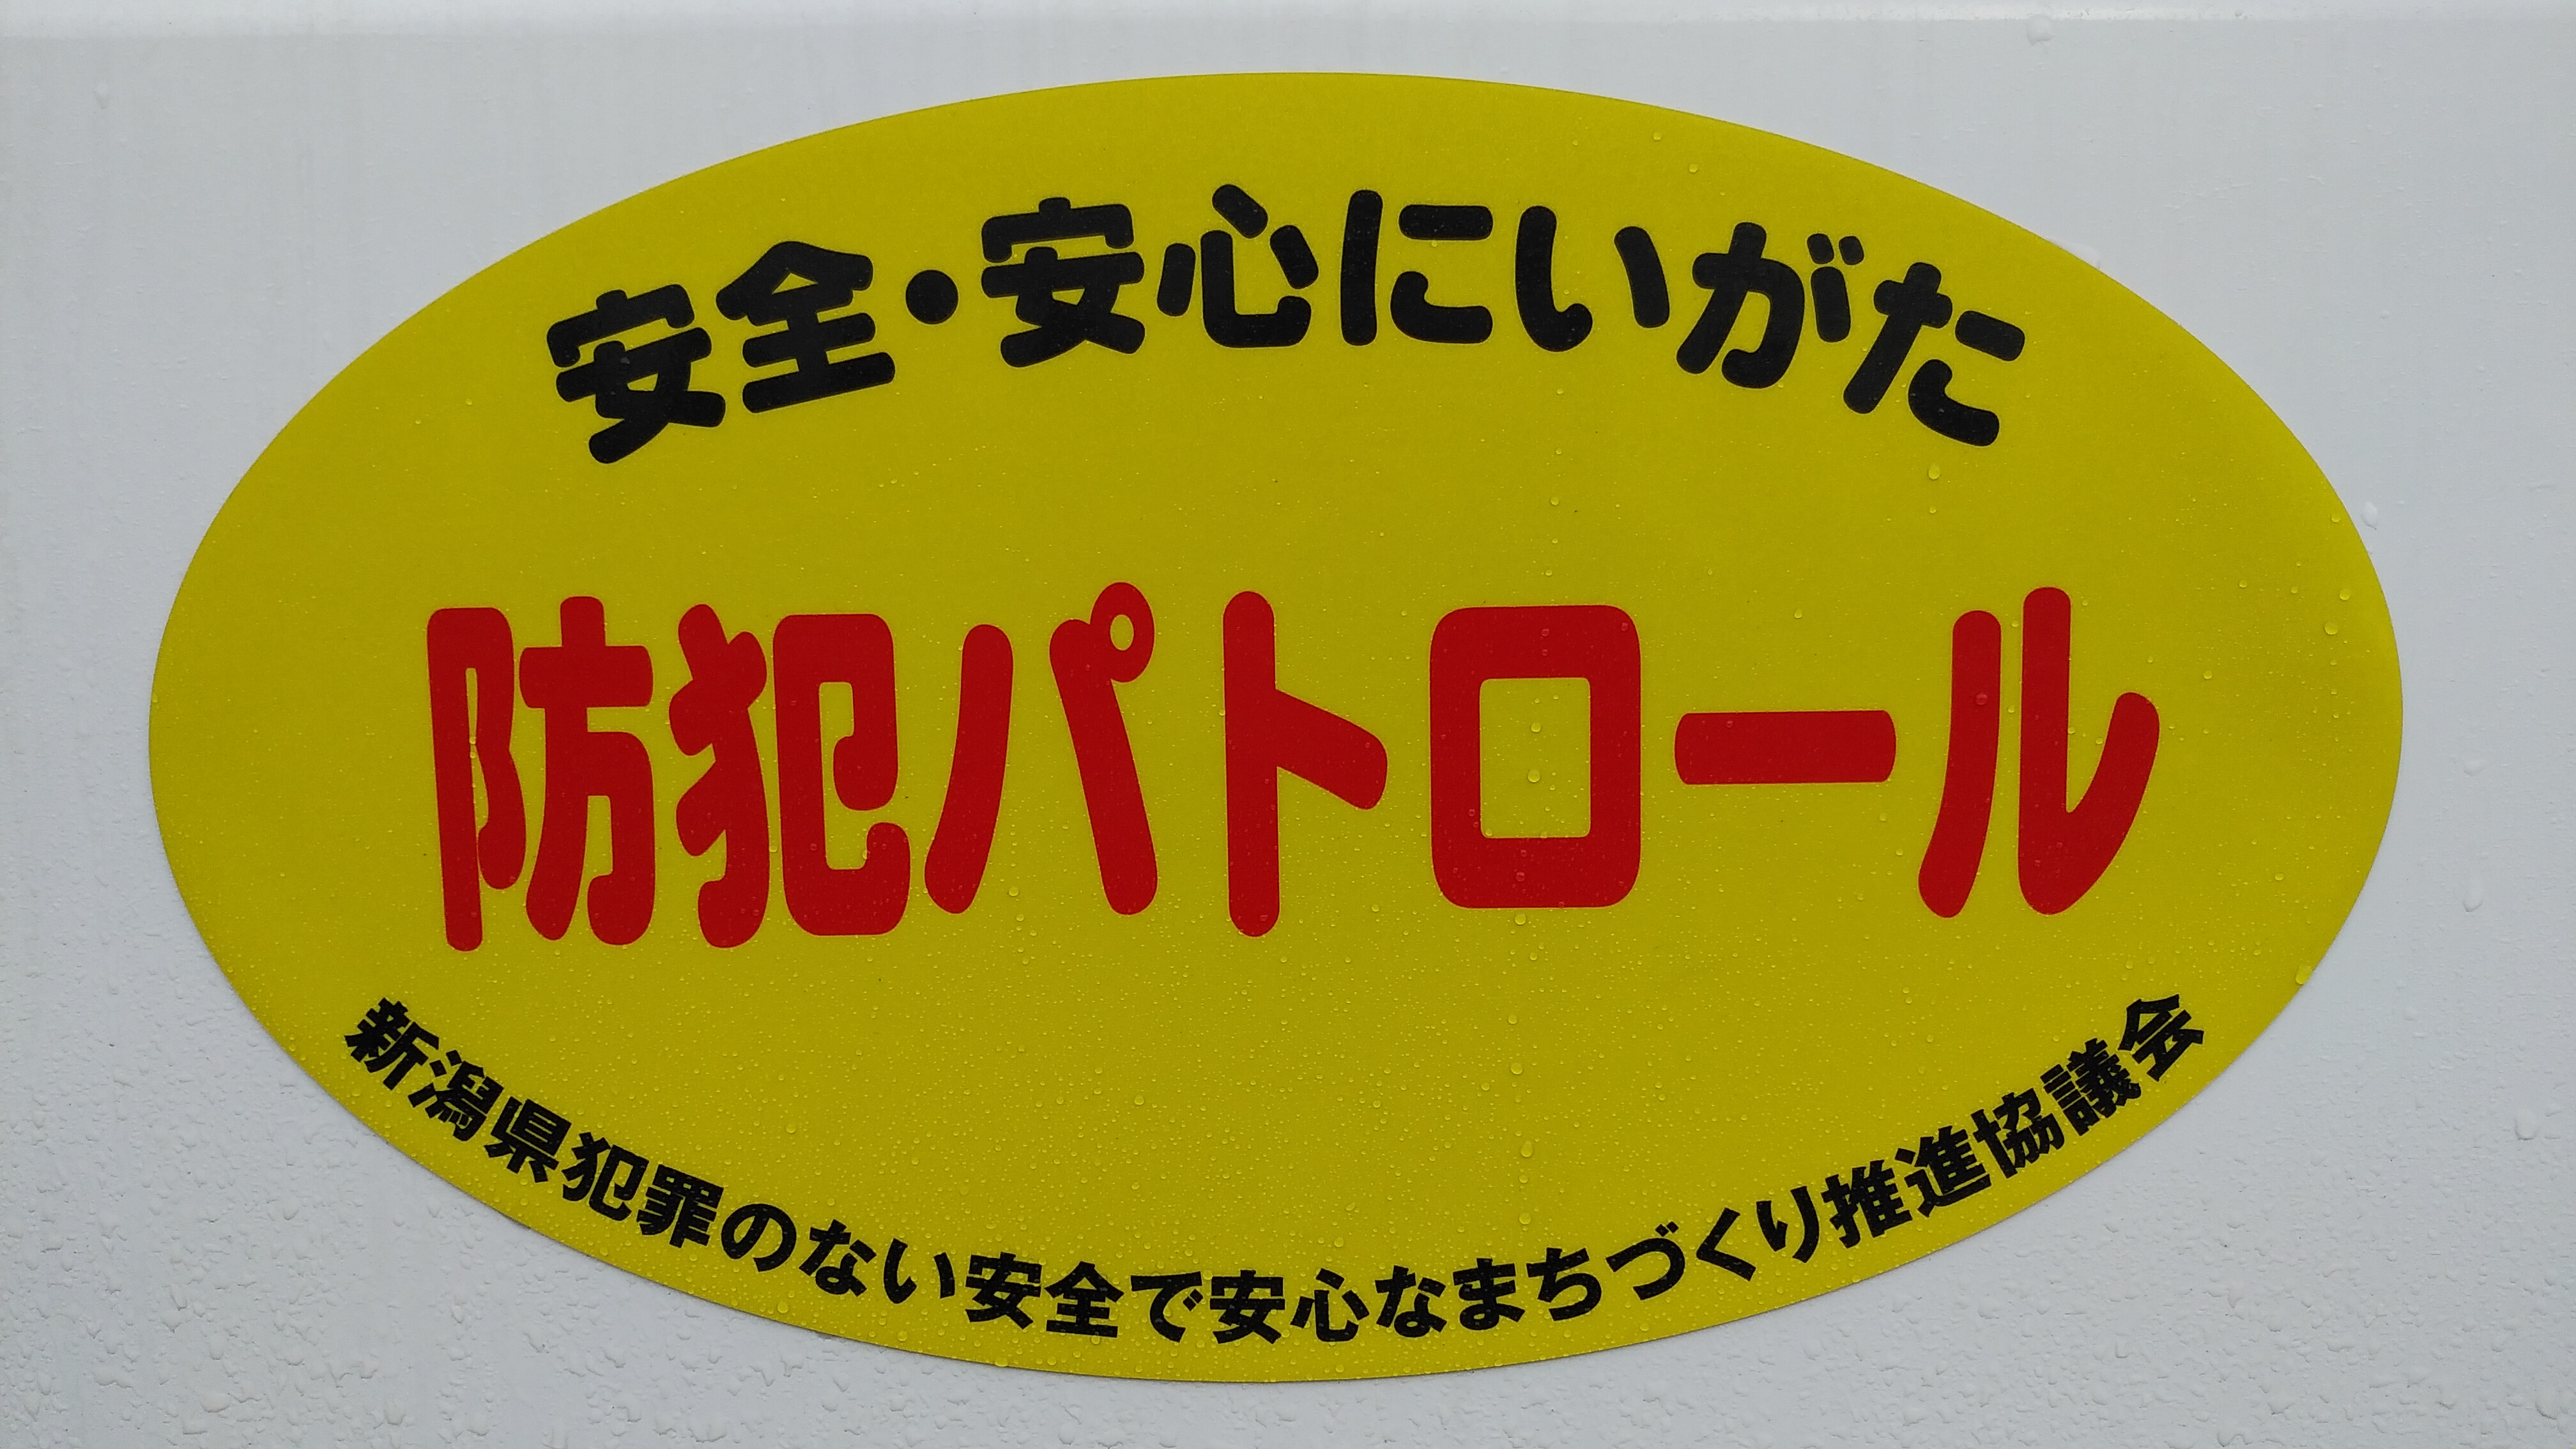 安全・安心にいがた
防犯パトロール
新潟県犯罪のない安全で安心なまちづくり推進協議会